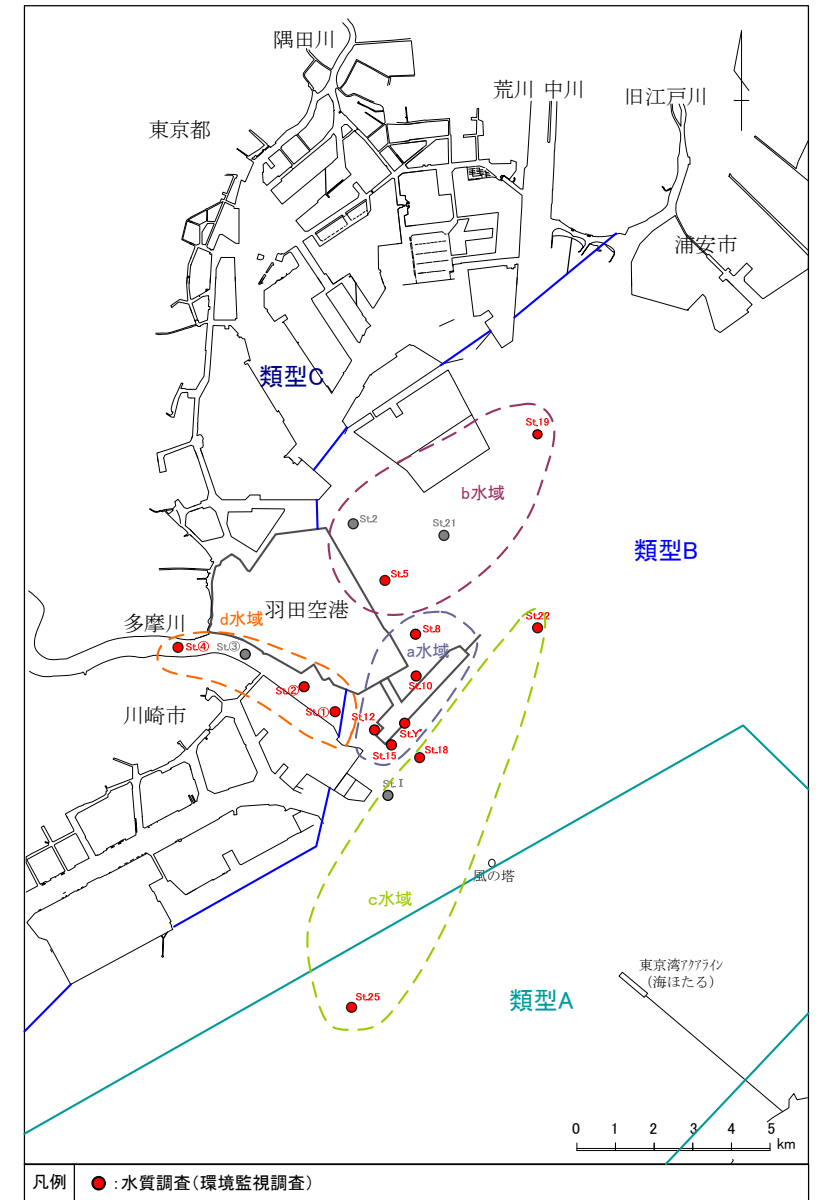 隅田川
荒川 中川
旧江戸川
東京都
浦安市
類型C
St.19
b水域
St.2
St.21
類型B
St.5
羽田空港
d水域
多摩川
St.8
St.22
St.④
St.③
a水域
St.10
St.②
St.①
川崎市
St.12
St.Y'
St.15
St.18
St.I
風の塔
c水域
東京湾アクアライン
(海ほたる)
St.25
類型A
0 1 2 3 4 5
km
凡例 ●:水質調査(環境監視調査)